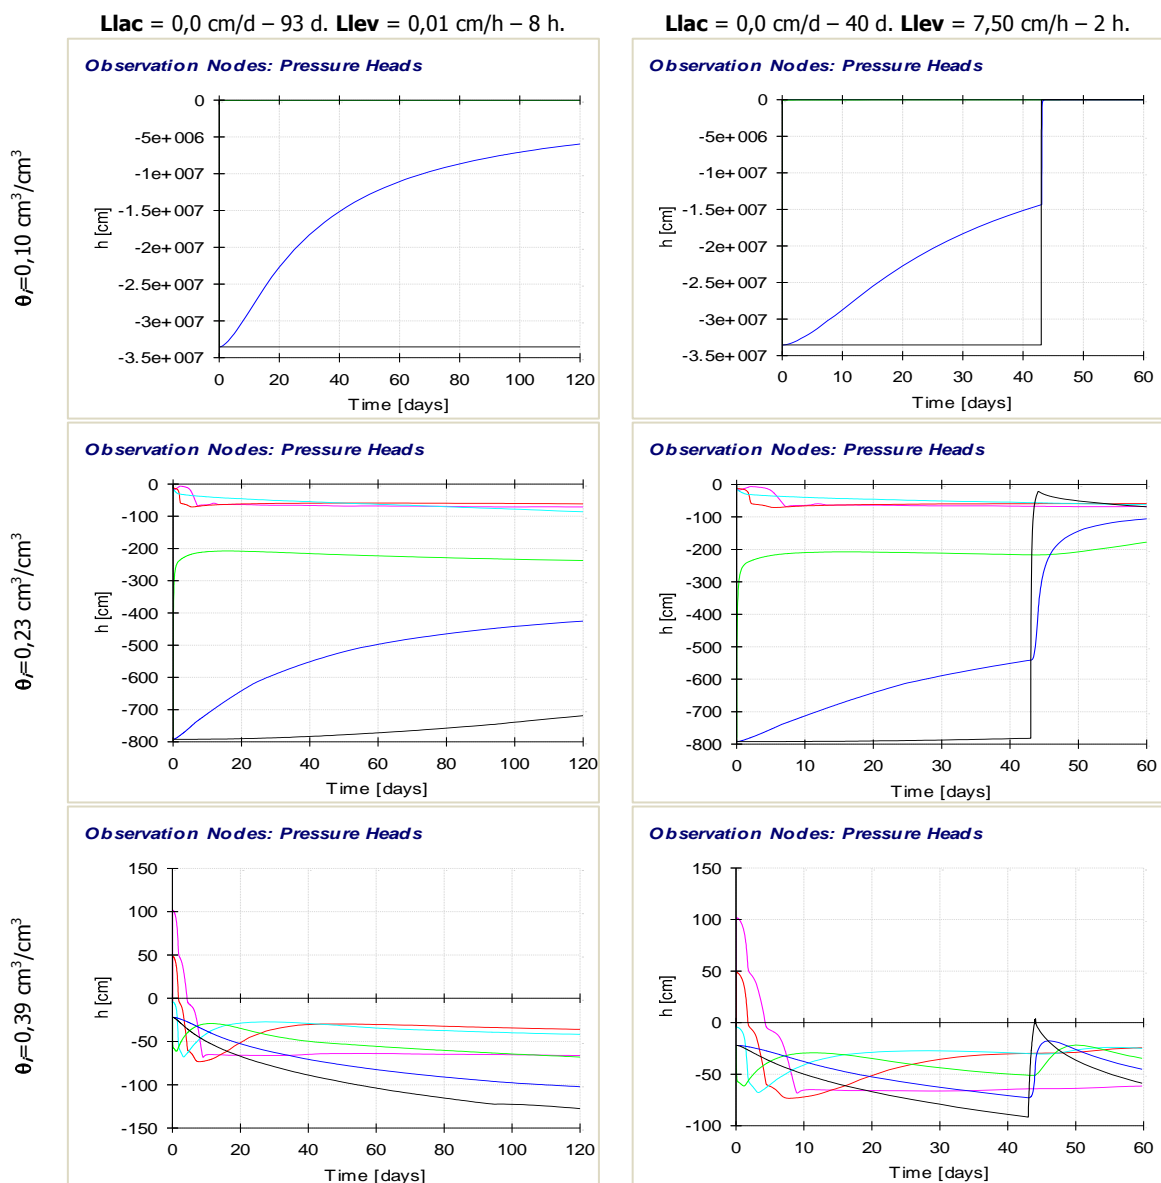 Llac = 0,0 cm/d – 93 d. Llev = 0,01 cm/h – 8 h.
Llac = 0,0 cm/d – 40 d. Llev = 7,50 cm/h – 2 h.
θi=0,10 cm³/cm³
Observation Nodes: Pressure Heads
h [cm]
0
-5e+006
-1e+007
-1.5e+007
-2e+007
-2.5e+007
-3e+007
-3.5e+007
0 20 40 60 80 100 120
Time [days]
Observation Nodes: Pressure Heads
h [cm]
0
-5e+006
-1e+007
-1.5e+007
-2e+007
-2.5e+007
-3e+007
-3.5e+007
0 10 20 30 40 50 60
Time [days]
θi=0,23 cm³/cm³
Observation Nodes: Pressure Heads
h [cm]
0
-100
-200
-300
-400
-500
-600
-700
-800
0 20 40 60 80 100 120
Time [days]
Observation Nodes: Pressure Heads
h [cm]
0
-100
-200
-300
-400
-500
-600
-700
-800
0 10 20 30 40 50 60
Time [days]
θi=0,39 cm³/cm³
Observation Nodes: Pressure Heads
h [cm]
150
100
50
0
-50
-100
-150
0 20 40 60 80 100 120
Time [days]
Observation Nodes: Pressure Heads
h [cm]
150
100
50
0
-50
-100
0 10 20 30 40 50 60
Time [days]